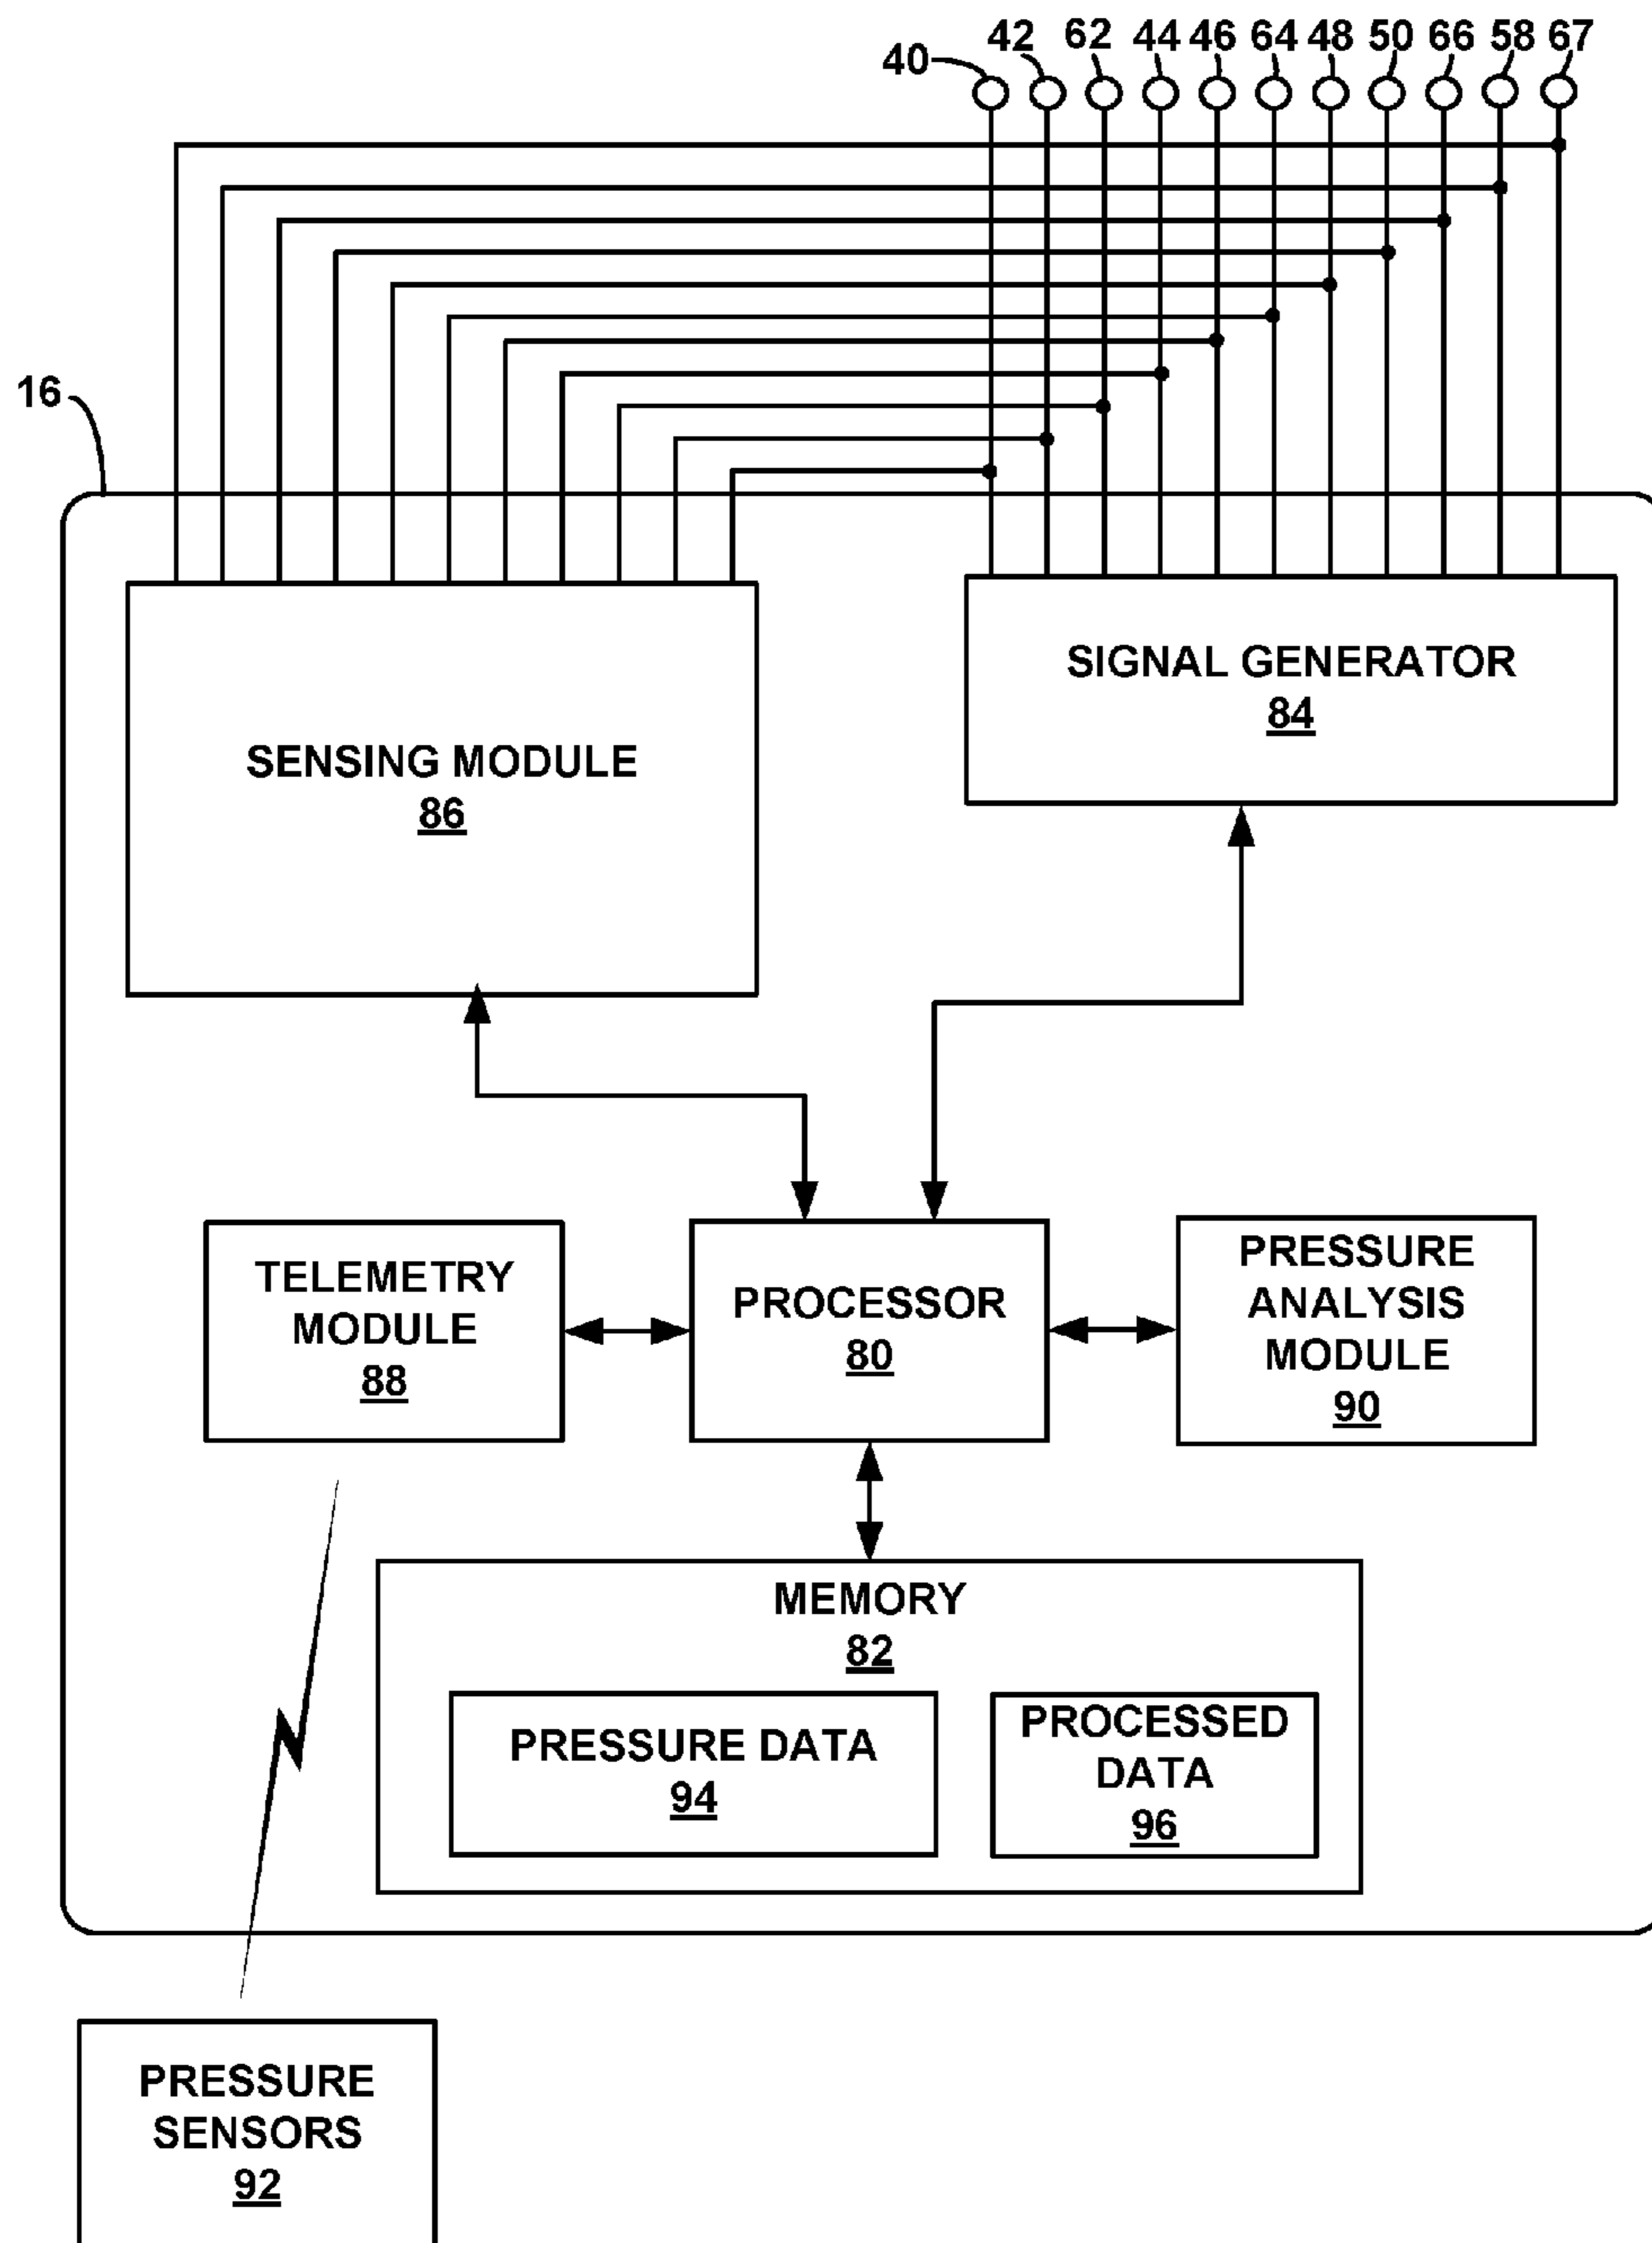 40 42 62 44 46 64 48 50 66 58 67
16
SIGNAL GENERATOR
84
SENSING MODULE
86
TELEMETRY
MODULE
88
PROCESSOR
80
PRESSURE
ANALYSIS
MODULE
90
MEMORY
82
PRESSURE DATA
94
PROCESSED
DATA
96
PRESSURE
SENSORS
92